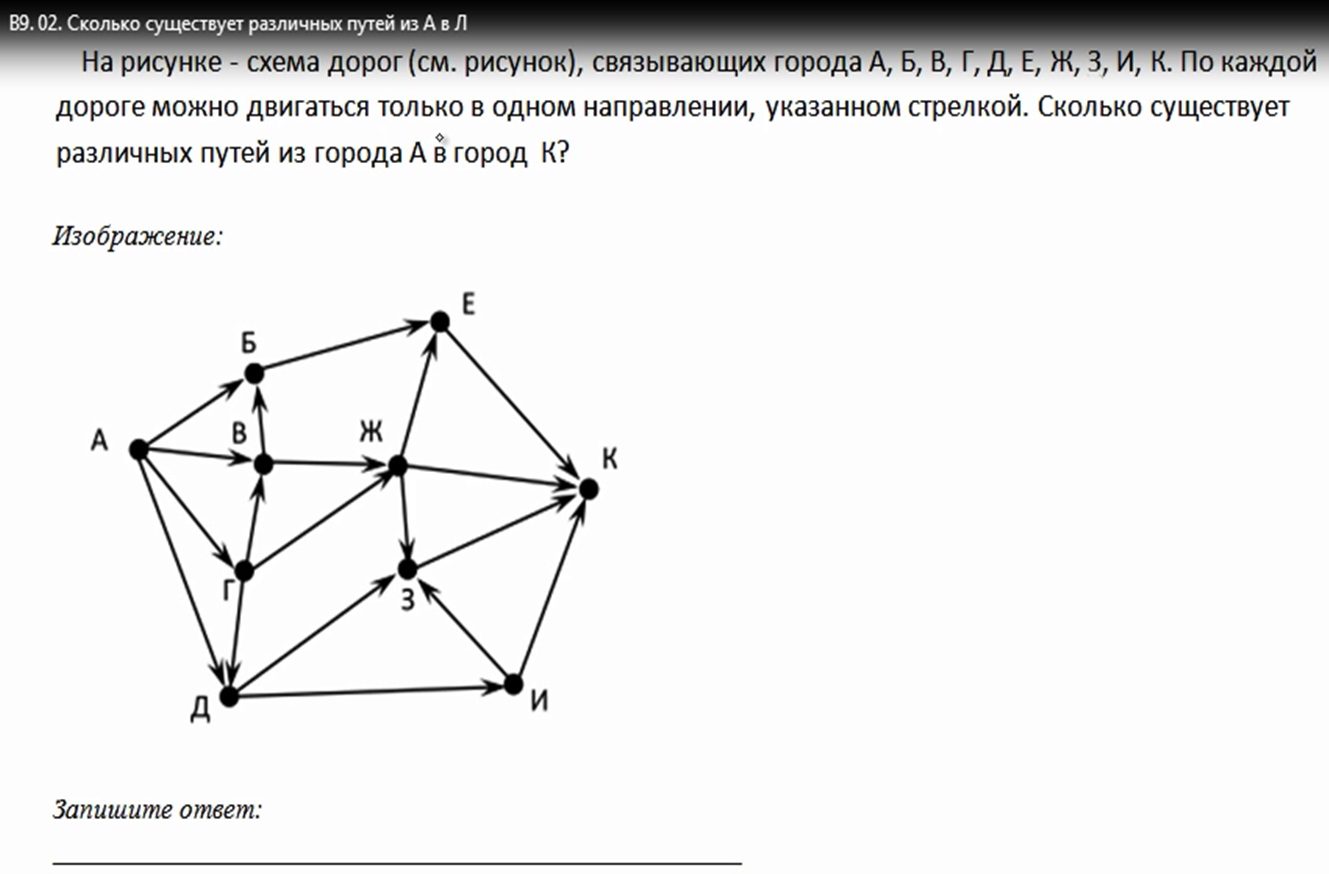 В9. 02. Сколько существует различных путей из А в Л
На рисунке - схема дорог (см. рисунок), связывающих города А, Б, В, Г, Д, Е, Ж, З, И, К. По каждой
дороге можно двигаться только в одном направлении, указанном стрелкой. Сколько существует
различных путей из города А в город К?
Изображение:
Е
Б
А
В
Ж
К
Г
З
Д
И
Запишите ответ: